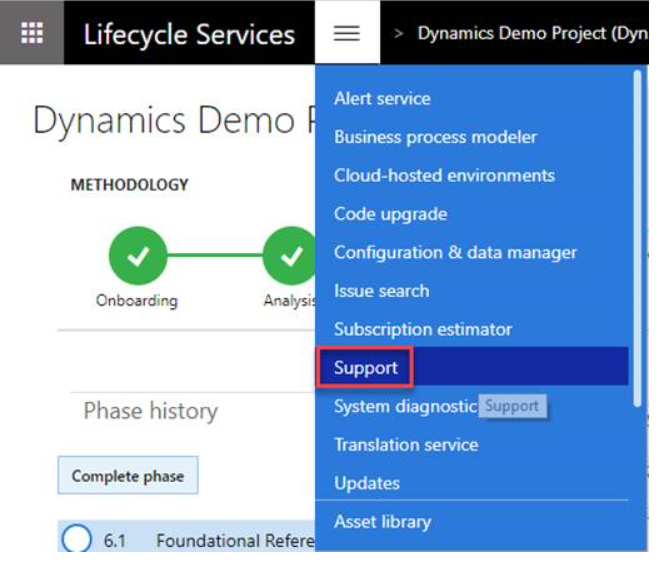 Lifecycle Services
> Dynamics Demo Project (Dyn
Dynamics Demo
METHODOLOGY
Onboarding
Analysis
Phase history
Complete phase
6.1 Foundational Refere
Alert service
Business process modeler
Cloud-hosted environments
Code upgrade
Configuration & data manager
Issue search
Subscription estimator
Support
System diagnostic Support
Translation service
Updates
Asset library